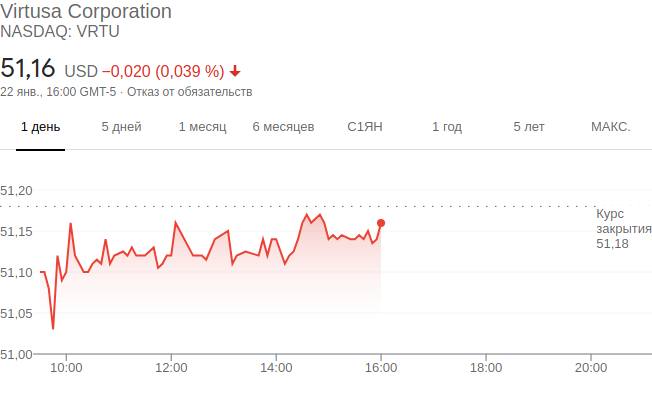 Virtusa Corporation
NASDAQ: VRTU
51,16 USD −0,020 (0,039 %)
22 янв., 16:00 GMT-5 · Отказ от обязательств
1 день 5 дней 1 месяц 6 месяцев С1ЯН 1 год 5 лет МАКС.
51,20
Курс
закрытия
51,18
51,15
51,10
51,05
51,00
10:00 12:00 14:00 16:00 18:00 20:00